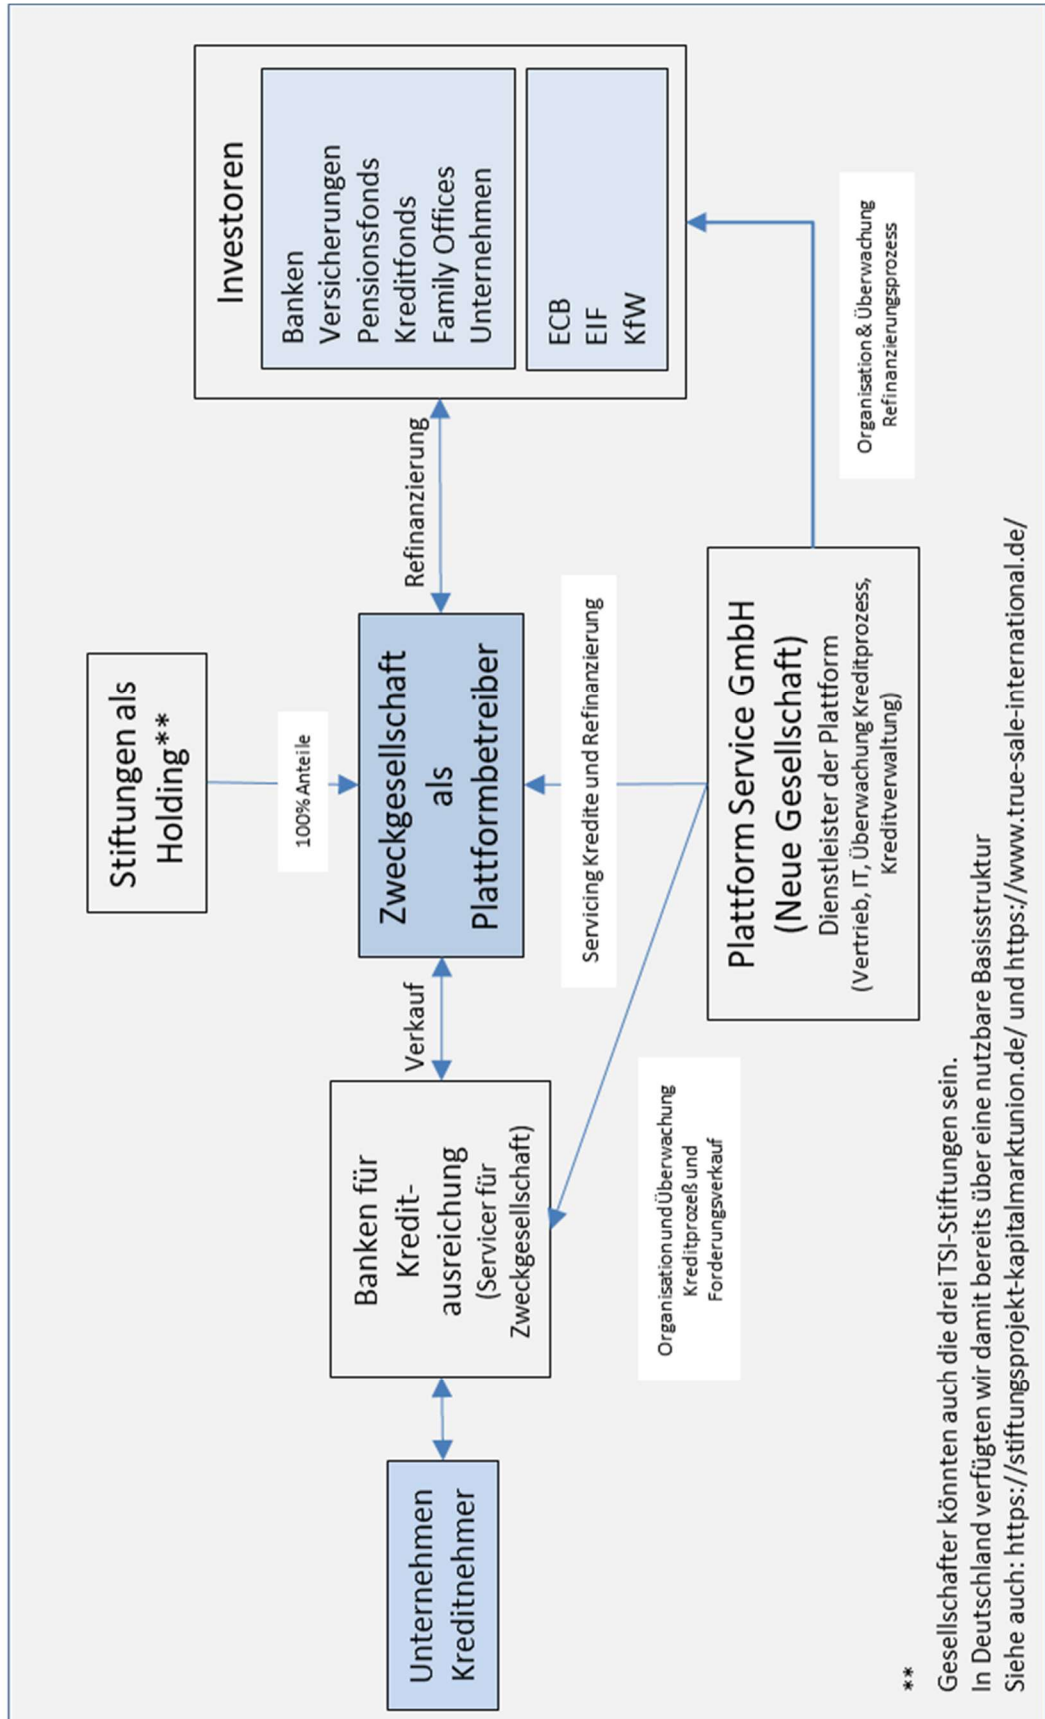 Stiftungen als
Holding**
100% Anteile
Unternehmen
Kreditnehmer
Banken für
Kredit-
ausreichung
(Servicer für
Zweckgesellschaft)
Verkauf
Zweckgesellschaft
als
Plattformbetreiber
Refinanzierung
Investoren
Banken
Versicherungen
Pensionsfonds
Kreditfonds
Family Offices
Unternehmen
ECB
EIF
KfW
Servicing Kredite und Refinanzierung
Organisation und Überwachung
Kreditprozeß und
Forderungsverkauf
Plattform Service GmbH
(Neue Gesellschaft)
Dienstleister der Plattform
(Vertrieb, IT, Überwachung Kreditprozess,
Kreditverwaltung)
Organisation & Überwachung
Refinanzierungsprozess
**
Gesellschafter könnten auch die drei TSI-Stiftungen sein.
In Deutschland verfügten wir damit bereits über eine nutzbare Basisstruktur
Siehe auch: https://stiftungsprojekt-kapitalmarktunion.de/ und https://www.true-sale-international.de/